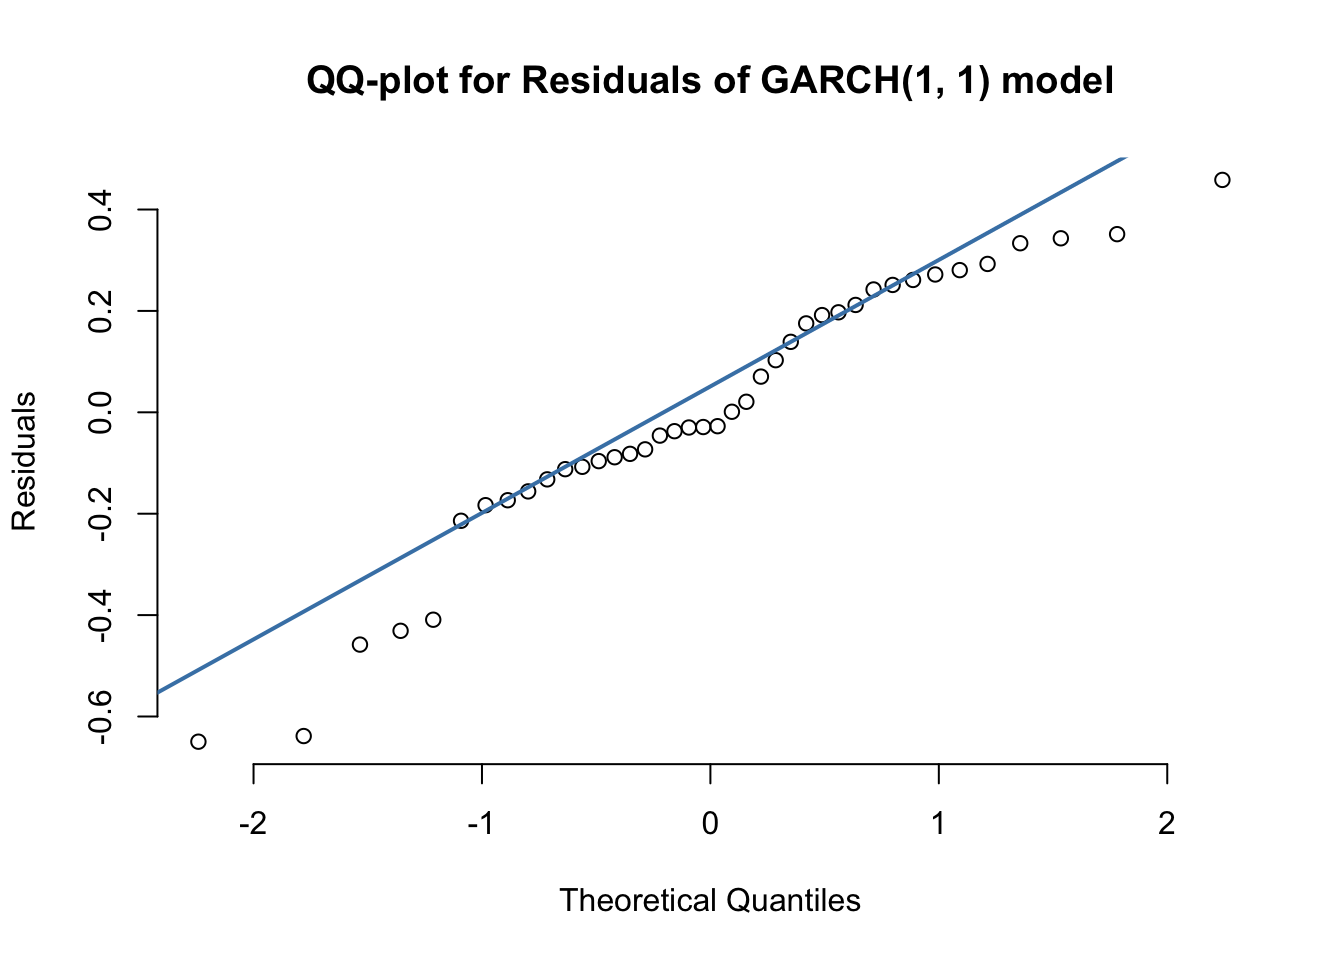 QQ-plot for Residuals of GARCH(1, 1) model
Residuals
0.4
0.2
0.0
-0.2
-0.4
-0.6
-2 -1 0 1 2
Theoretical Quantiles